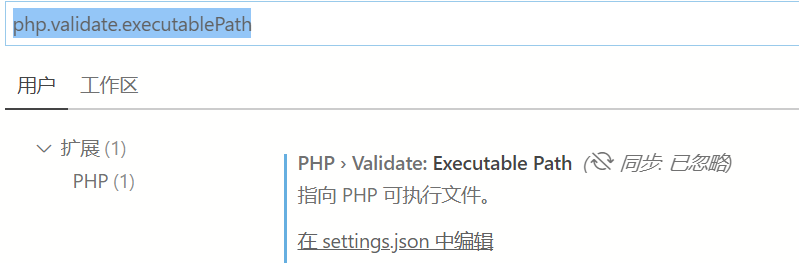 php.validate.executablePath
用户 工作区
扩展 (1)
PHP (1)
PHP › Validate: Executable Path (同步: 已忽略)
指向 PHP 可执行文件。
在 settings.json 中编辑